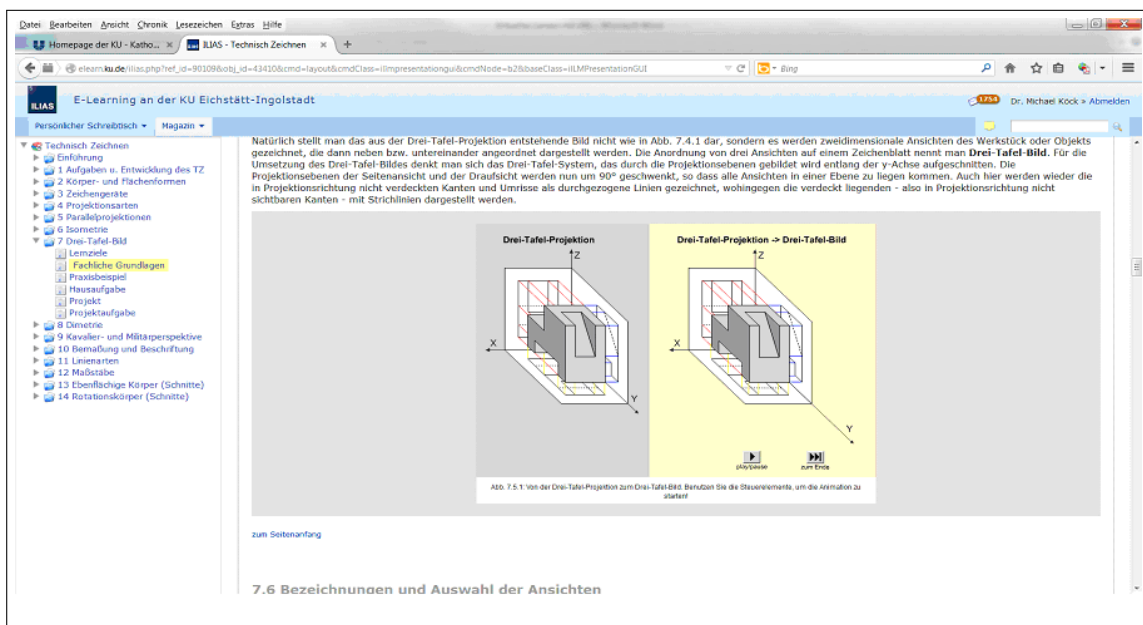 Datei Bearbeiten Ansicht Chronik Lesezeichen Extras Hilfe
Homepage der KU - Katho... × ILIAS - Technisch Zeichnen × +
elearn.ku.de/ilias.php?ref_id=90109&obj_id=43410&cmd=layout&cmdClass=illmpresentationgui&cmdNode=b2&baseClass=ilLMPresentationGUI
Bing
ILIAS E-Learning an der KU Eichstätt-Ingolstadt
1754 Dr. Michael Köck » Abmelden
Persönlicher Schreibtisch Magazin
Technisch Zeichnen
Einführung
1 Aufgaben u. Entwicklung des TZ
2 Körper- und Flächenformen
3 Zeichengeräte
4 Projektionsarten
5 Parallelprojektionen
6 Isometrie
7 Drei-Tafel-Bild
Lernziele
Fachliche Grundlagen
Praxisbeispiel
Hausaufgabe
Projekt
Projektaufgabe
8 Dimetrie
9 Kavalier- und Militärperspektive
10 Bemaßung und Beschriftung
11 Linienarten
12 Maßstäbe
13 Ebenflächige Körper (Schnitte)
14 Rotationskörper (Schnitte)
Natürlich stellt man das aus der Drei-Tafel-Projektion entstehende Bild nicht wie in Abb. 7.4.1 dar, sondern es werden zweidimensionale Ansichten des Werkstück oder Objekts
gezeichnet, die dann neben bzw. untereinander angeordnet dargestellt werden. Die Anordnung von drei Ansichten auf einem Zeichenblatt nennt man Drei-Tafel-Bild. Für die
Umsetzung des Drei-Tafel-Bildes denkt man sich das Drei-Tafel-System, das durch die Projektionsebenen gebildet wird entlang der y-Achse aufgeschnitten. Die
Projektionsebenen der Seitenansicht und der Draufsicht werden nun um 90° geschwenkt, so dass alle Ansichten in einer Ebene zu liegen kommen. Auch hier werden wieder die
in Projektionsrichtung nicht verdeckten Kanten und Umrisse als durchgezogene Linien gezeichnet, wohingegen die verdeckt liegenden - also in Projektionsrichtung nicht
sichtbaren Kanten - mit Strichlinien dargestellt werden.
Drei-Tafel-Projektion
Z
X
Y
Drei-Tafel-Projektion -> Drei-Tafel-Bild
Z
X
Y
play/pause zum Ende
Abb. 7.5.1: Von der Drei-Tafel-Projektion zum Drei-Tafel-Bild. Benutzen Sie die Steuerelemente, um die Animation zu
starten!
zum Seitenanfang
7.6 Bezeichnungen und Auswahl der Ansichten